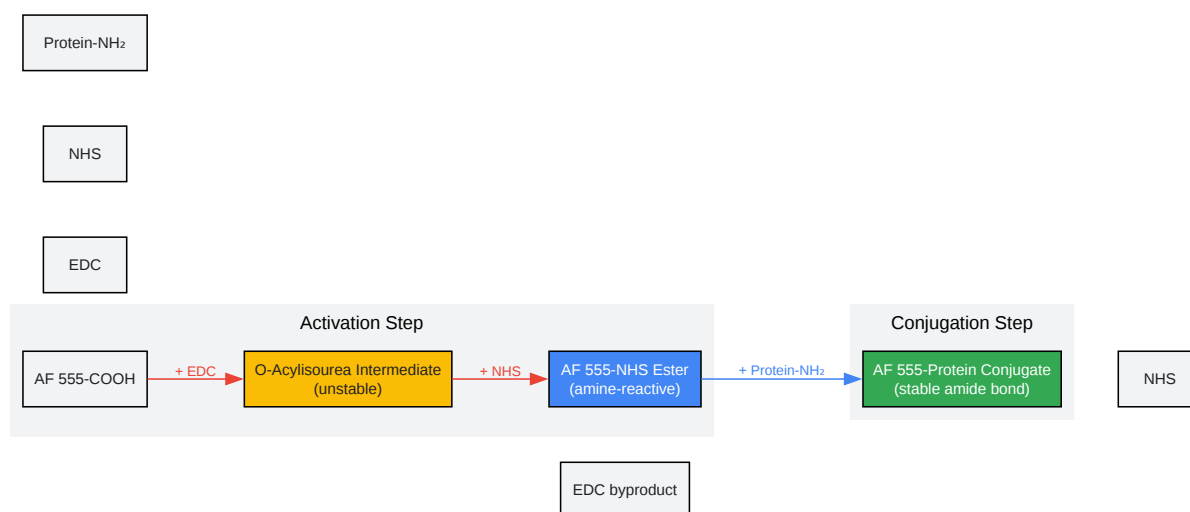 Protein-NH₂
NHS
EDC
Activation Step
Conjugation Step
AF 555-COOH
+ EDC
O-Acylisourea Intermediate
(unstable)
+ NHS
AF 555-NHS Ester
(amine-reactive)
+ Protein-NH₂
AF 555-Protein Conjugate
(stable amide bond)
NHS
EDC byproduct